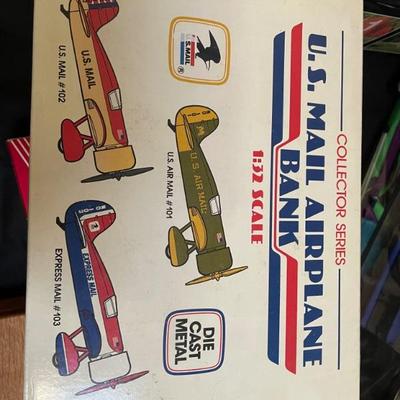 COLLECTOR SERIES
U.S. MAIL AIRPLANE
BANK
1:32 SCALE
U.S. MAIL
U.S. AIR MAIL
U.S. AIR MAIL #101
DIE
CAST
METAL
U.S. MAIL
U.S. MAIL #102
EXPRESS MAIL
EXPRESS MAIL #103